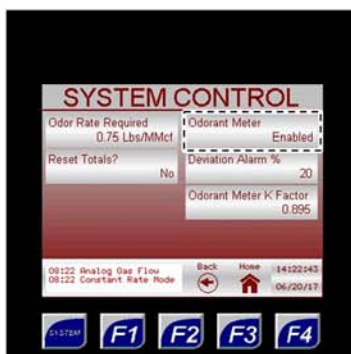 SYSTEM CONTROL
Odor Rate Required
0.75 Lbs/MMcf
Odorant Meter
Enabled
Reset Totals?
No
Deviation Alarm %
20
Odorant Meter K Factor
0.895
08:22 Analog Gas Flow
08:22 Constant Rate Mode
Back
Home
14:22:43
06/20/17
SYSTEM
F1
F2
F3
F4